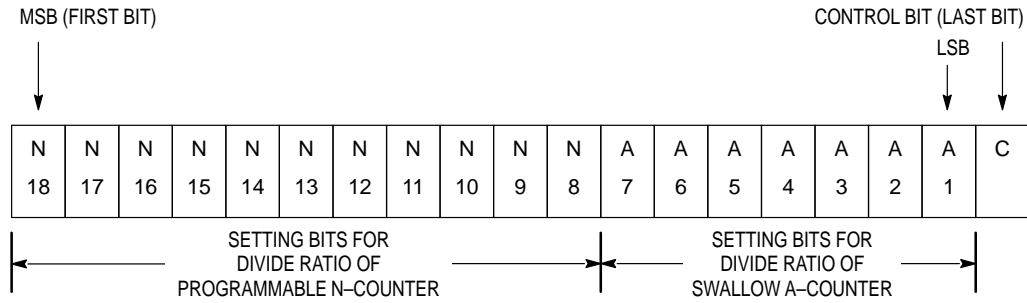 MSB (FIRST BIT)
CONTROL BIT (LAST BIT)
LSB
N N N N N N N N N N N A A A A A A A C
18 17 16 15 14 13 12 11 10 9 8 7 6 5 4 3 2 1
SETTING BITS FOR
DIVIDE RATIO OF
PROGRAMMABLE N–COUNTER
SETTING BITS FOR
DIVIDE RATIO OF
SWALLOW A–COUNTER